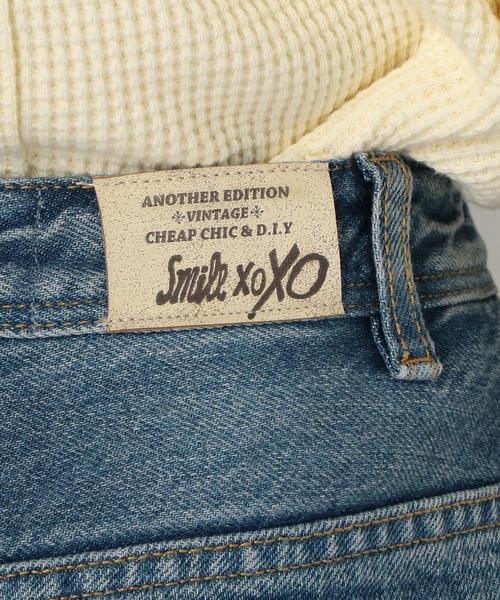 ANOTHER EDITION
*VINTAGE*
CHEAP CHIC & D.I.Y
Smile xoXO